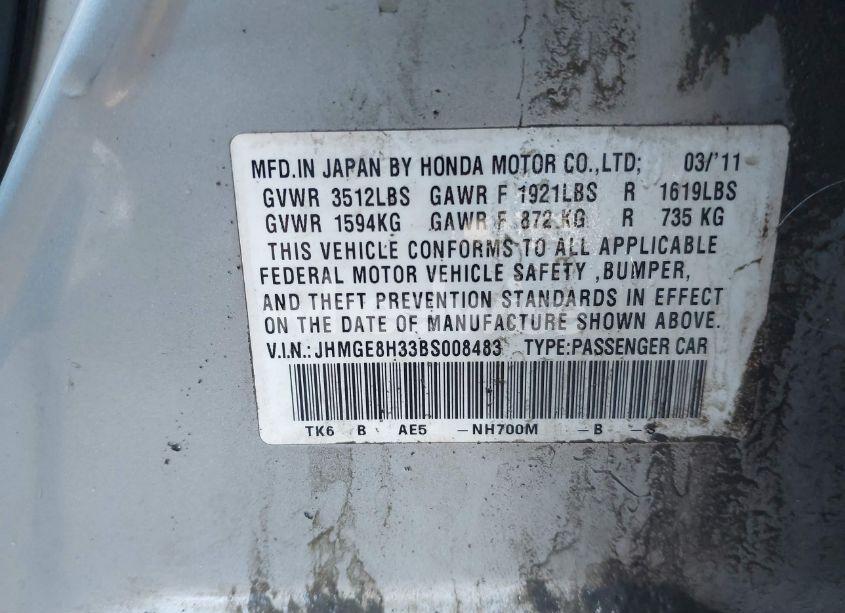 MFD.IN JAPAN BY HONDA MOTOR CO.,LTD; 03/'11
GVWR 3512LBS GAWR F 1921LBS R 1619LBS
GVWR 1594KG GAWR F 872 KG R 735 KG
THIS VEHICLE CONFORMS TO ALL APPLICABLE
FEDERAL MOTOR VEHICLE SAFETY ,BUMPER,
AND THEFT PREVENTION STANDARDS IN EFFECT
ON THE DATE OF MANUFACTURE SHOWN ABOVE.
V.I.N.: JHMGE8H33BS008483 TYPE:PASSENGER CAR
TK6 B AE5 -NH700M -B -